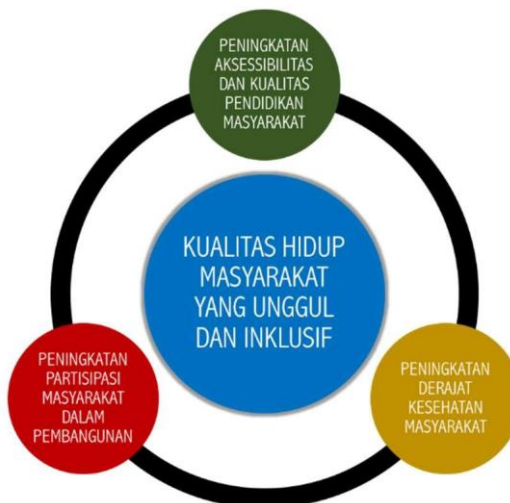 PENINGKATAN
AKSESSIBILITAS
DAN KUALITAS
PENDIDIKAN
MASYARAKAT
KUALITAS HIDUP
MASYARAKAT
YANG UNGGUL
DAN INKLUSIF
PENINGKATAN
PARTISIPASI
MASYARAKAT
DALAM
PEMBANGUNAN
PENINGKATAN
DERAJAT
KESEHATAN
MASYARAKAT